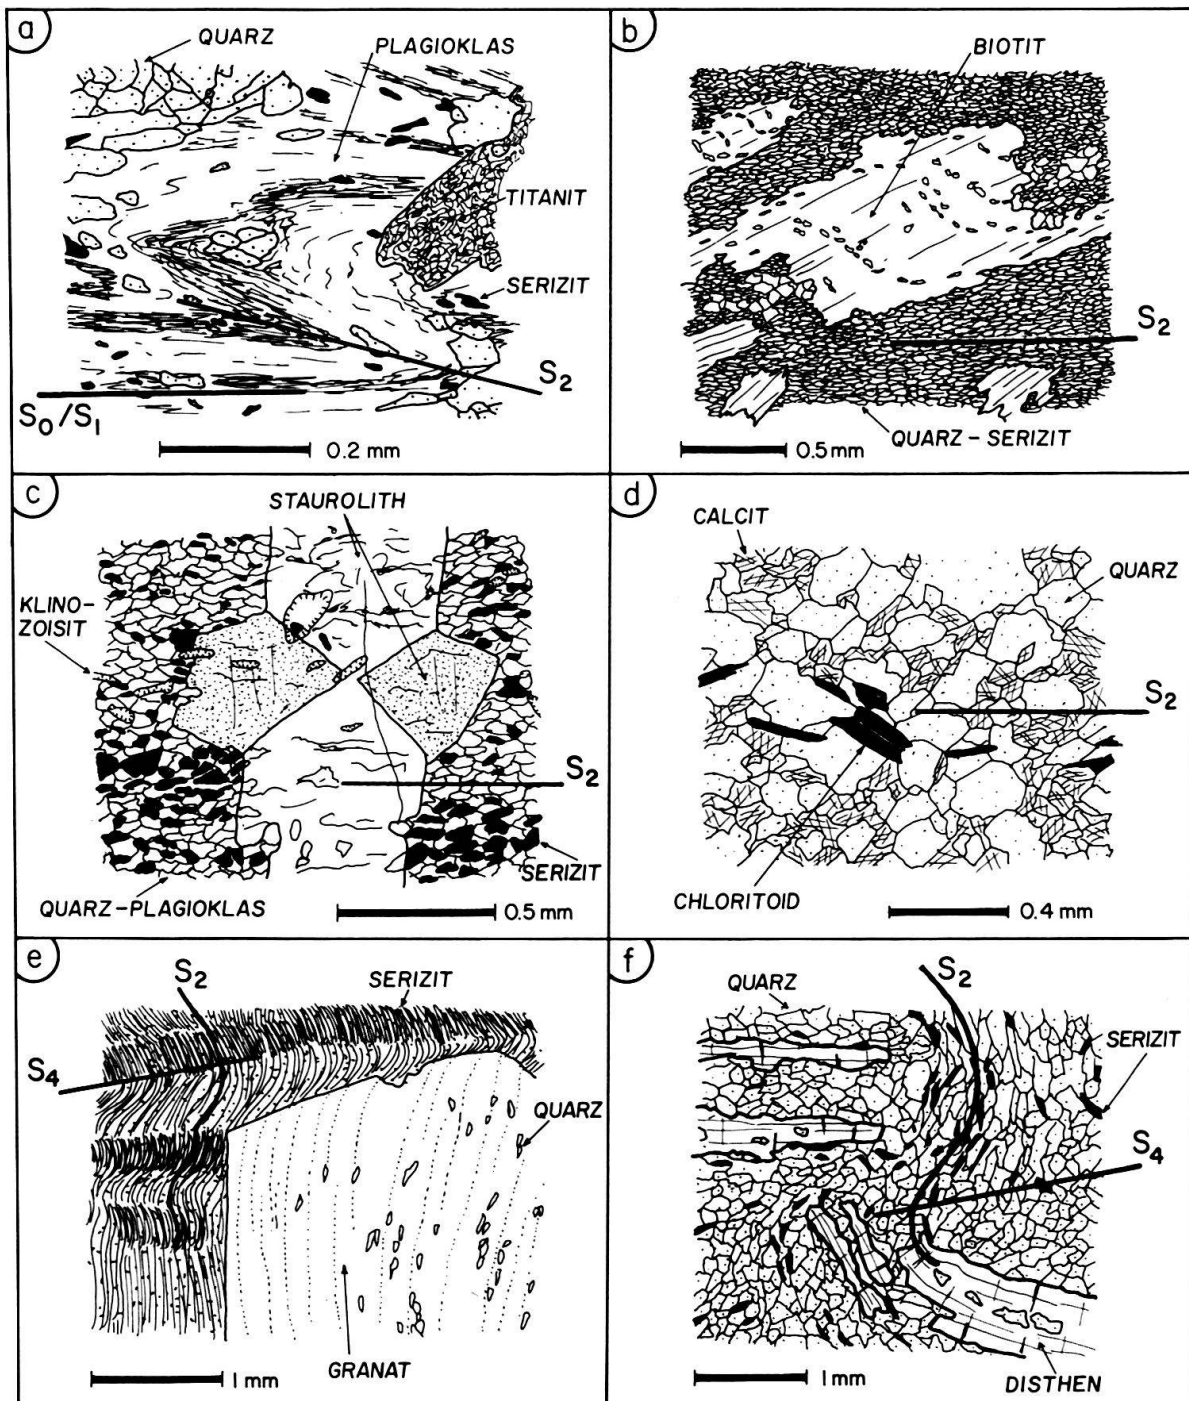 a
QUARZ
PLAGIOKLAS
TITANIT
SERIZIT
S2
S0/S1
0.2 mm
b
BIOTIT
S2
QUARZ-SERIZIT
0.5 mm
c
STAUROLITH
KLINO-
ZOISIT
S2
SERIZIT
QUARZ-PLAGIOKLAS
0.5 mm
d
CALCIT
QUARZ
S2
CHLORITOID
0.4 mm
e
S2
SERIZIT
S4
QUARZ
GRANAT
1 mm
f
S2
QUARZ
SERIZIT
S4
1 mm
DISTHEN